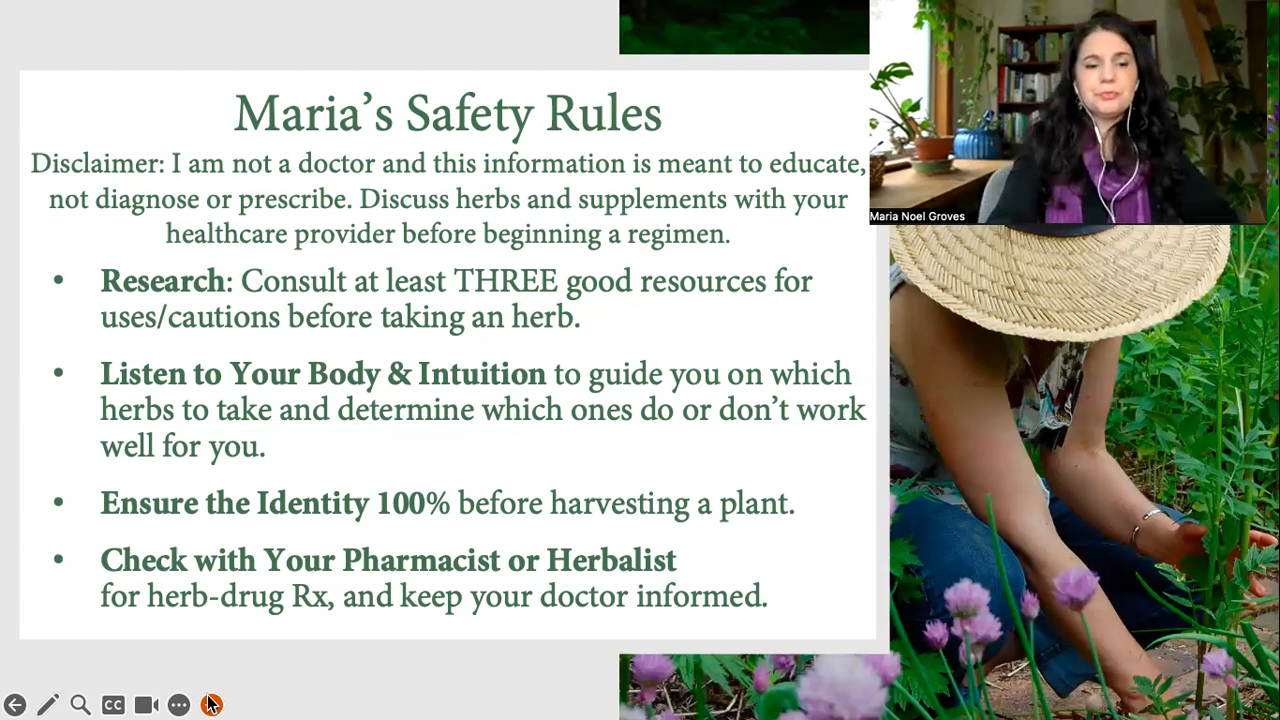 Maria’s Safety Rules
Disclaimer: I am not a doctor and this information is meant to educate,
not diagnose or prescribe. Discuss herbs and supplements with your
healthcare provider before beginning a regimen.
• Research: Consult at least THREE good resources for
uses/cautions before taking an herb.
• Listen to Your Body & Intuition to guide you on which
herbs to take and determine which ones do or don’t work
well for you.
• Ensure the Identity 100% before harvesting a plant.
• Check with Your Pharmacist or Herbalist
for herb-drug Rx, and keep your doctor informed.
Maria Noel Groves
CC